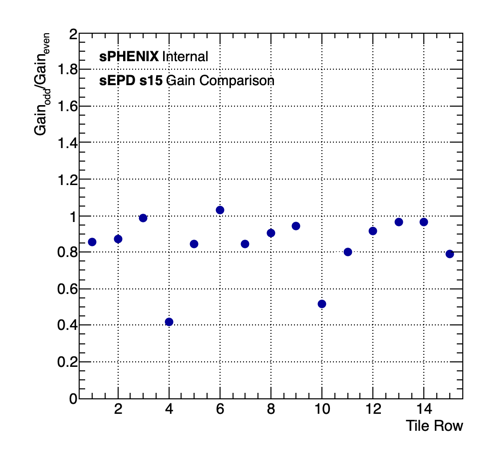 sPHENIX Internal
sEPD s15 Gain Comparison
Gain_odd/Gain_even
2
1.8
1.6
1.4
1.2
1
0.8
0.6
0.4
0.2
0
2 4 6 8 10 12 14
Tile Row